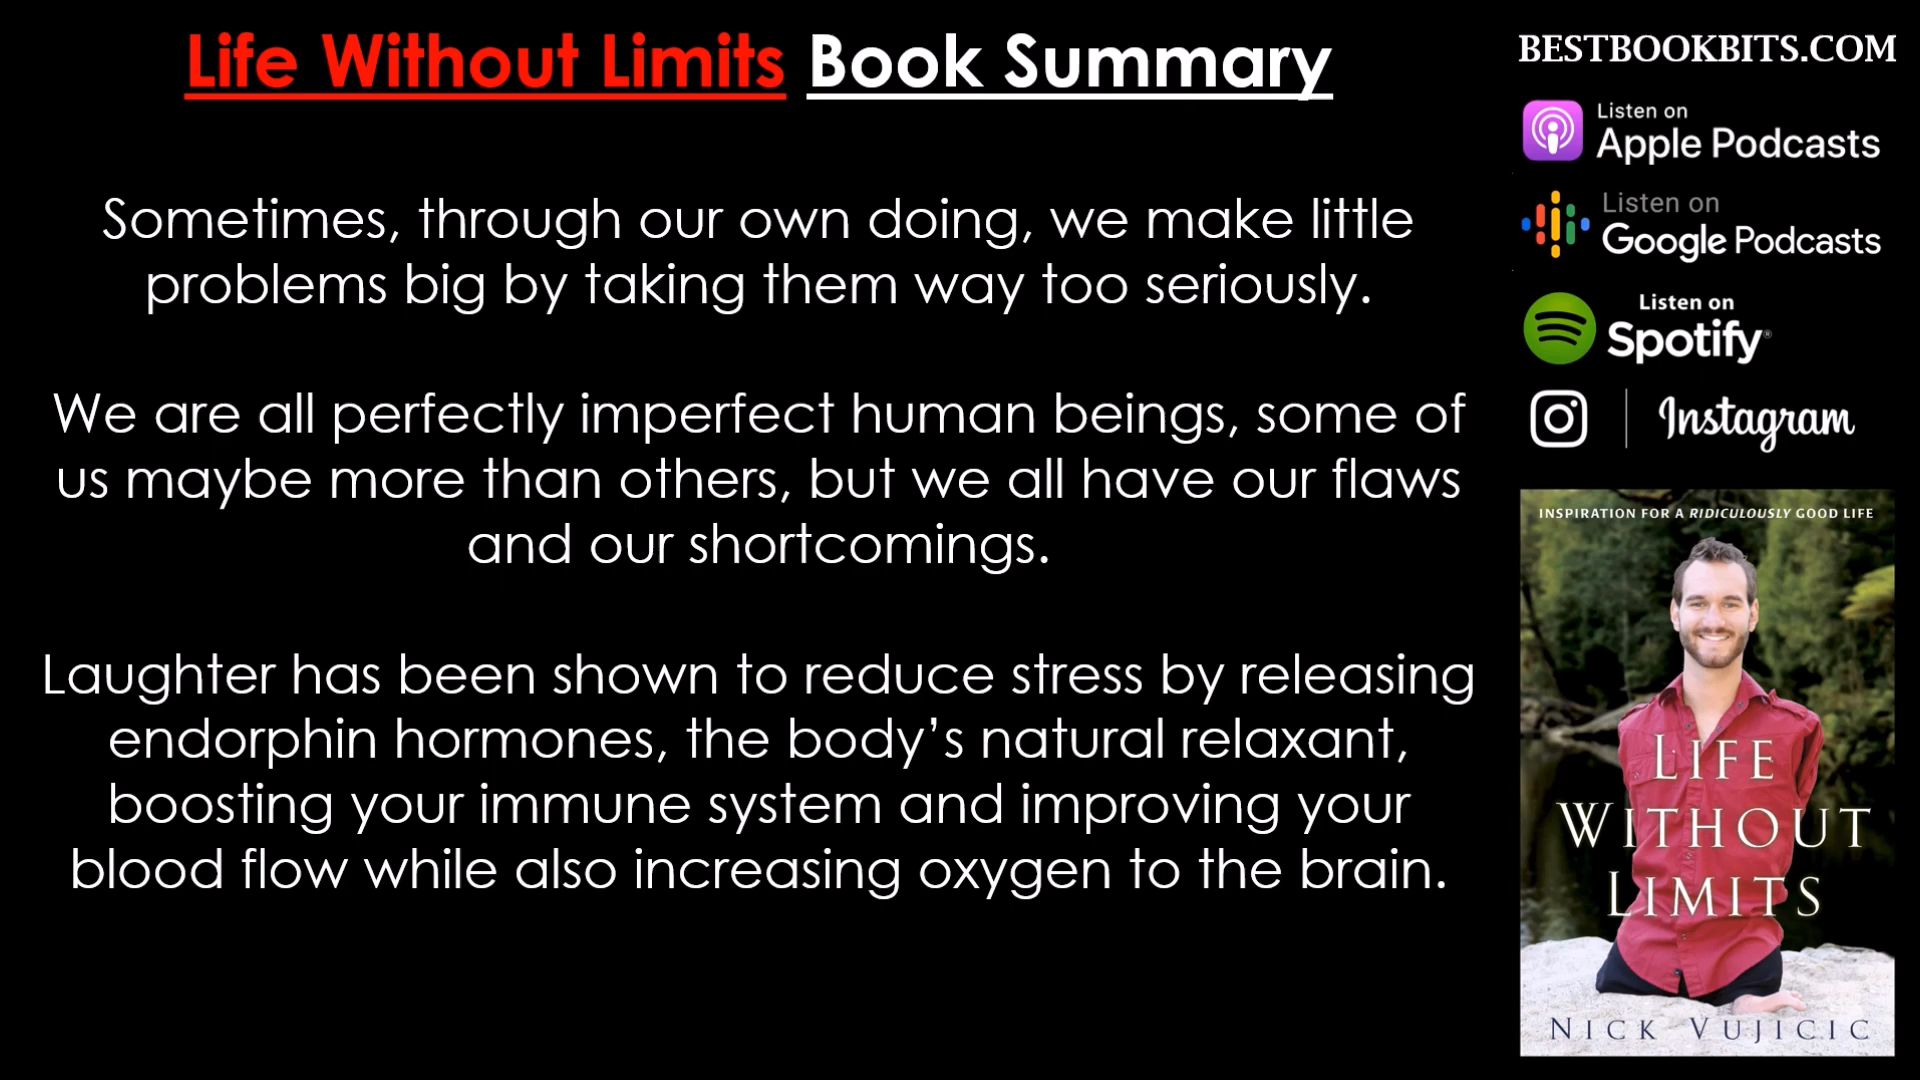 Life Without Limits Book Summary
Sometimes, through our own doing, we make little
problems big by taking them way too seriously.
We are all perfectly imperfect human beings, some of
us maybe more than others, but we all have our flaws
and our shortcomings.
Laughter has been shown to reduce stress by releasing
endorphin hormones, the body’s natural relaxant,
boosting your immune system and improving your
blood flow while also increasing oxygen to the brain.
BESTBOOKBITS.COM
Listen on
Apple Podcasts
Listen on
Google Podcasts
Listen on
Spotify®
Instagram
INSPIRATION FOR A RIDICULOUSLY GOOD LIFE
LIFE
WITHOUT
LIMITS
NICK VUJICIC